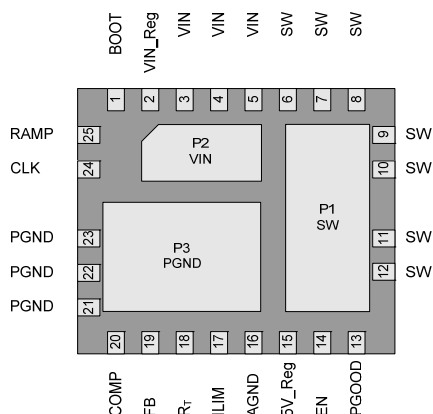 BOOT
VIN_Reg
VIN
VIN
VIN
SW
SW
SW
1
2
3
4
5
6
7
8
RAMP 25
CLK 24
PGND 23
PGND 22
PGND 21
P2
VIN
P3
PGND
P1
SW
9 SW
10 SW
11 SW
12 SW
20
19
18
17
16
15
14
13
COMP
FB
RT
ILIM
AGND
5V_Reg
EN
PGOOD